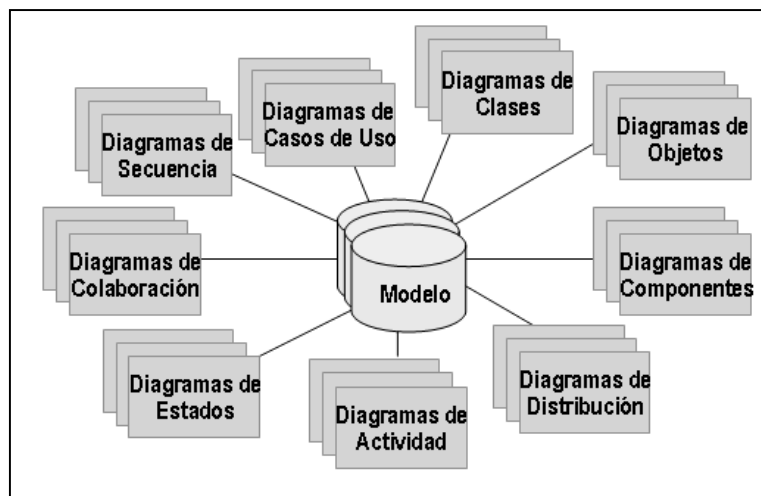 Diagramas de
Clases
Diagramas de
Casos de Uso
Diagramas de
Secuencia
Diagramas de
Objetos
Diagramas de
Colaboración
Modelo
Diagramas de
Componentes
Diagramas de
Estados
Diagramas de
Actividad
Diagramas de
Distribución